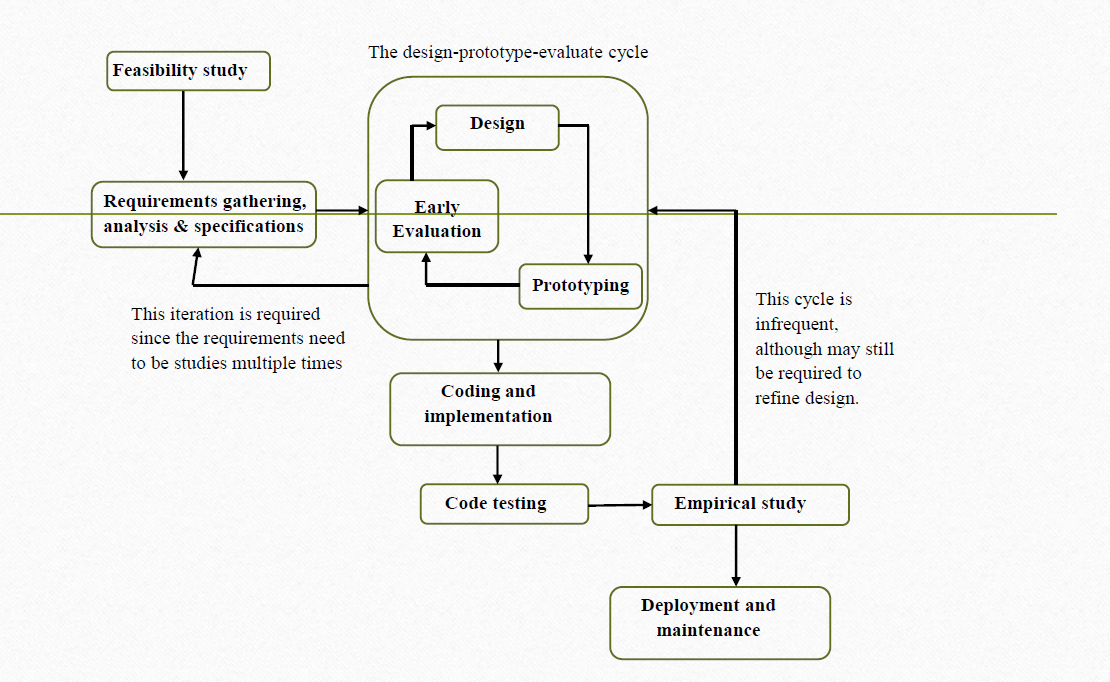 The design-prototype-evaluate cycle
Feasibility study
Design
Requirements gathering,
analysis & specifications
Early
Evaluation
Prototyping
This iteration is required
since the requirements need
to be studies multiple times
This cycle is
infrequent,
although may still
be required to
refine design.
Coding and
implementation
Code testing
Empirical study
Deployment and
maintenance